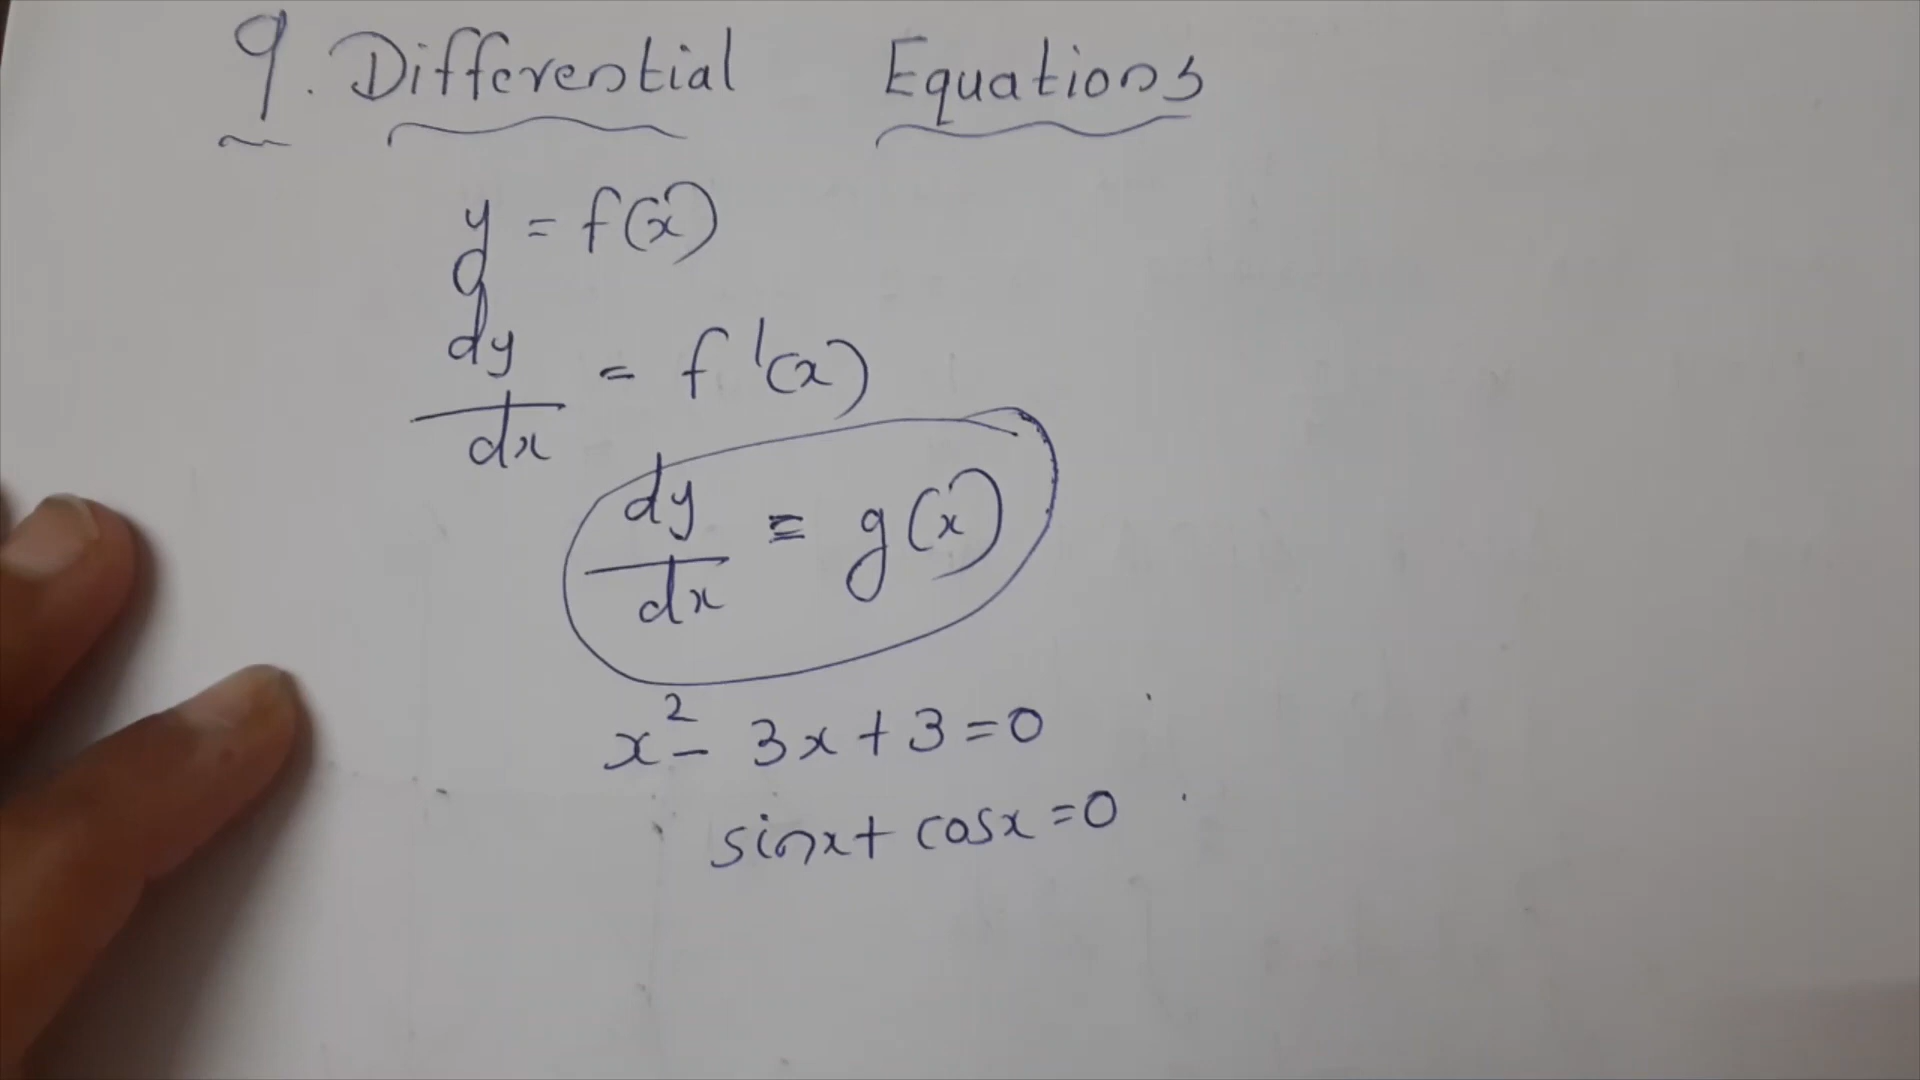 9. Differential Equations
y = f(x)
dy/dx = f'(x)
dy/dx = g(x)
x² - 3x + 3 = 0
sinx + cosx = 0